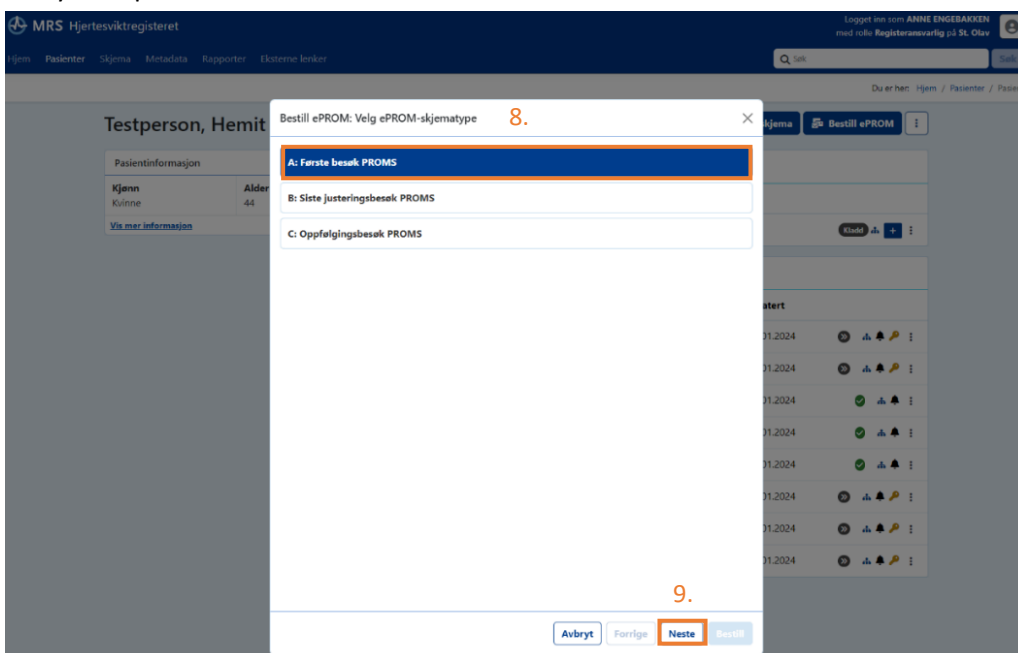 MRS Hjertesviktregisteret
Logget inn som ANNE ENGEBAKKEN
med rolle Registeransvarlig på St. Olav
Hjem Pasienter Skjema Metadata Rapporter Eksterne lenker
Søk
Søk
Du er her: Hjem / Pasienter / Pasie
Testperson, Hemit
skjema
Bestill ePROM
Bestill ePROM: Velg ePROM-skjematype
8.
A: Første besøk PROMS
B: Siste justeringsbesøk PROMS
C: Oppfølgingsbesøk PROMS
Pasientinformasjon
Kjønn Alder
Kvinne 44
Vis mer informasjon
Kladd
atert
01.2024
01.2024
01.2024
01.2024
01.2024
01.2024
01.2024
01.2024
9.
Avbryt Forrige Neste Bestill